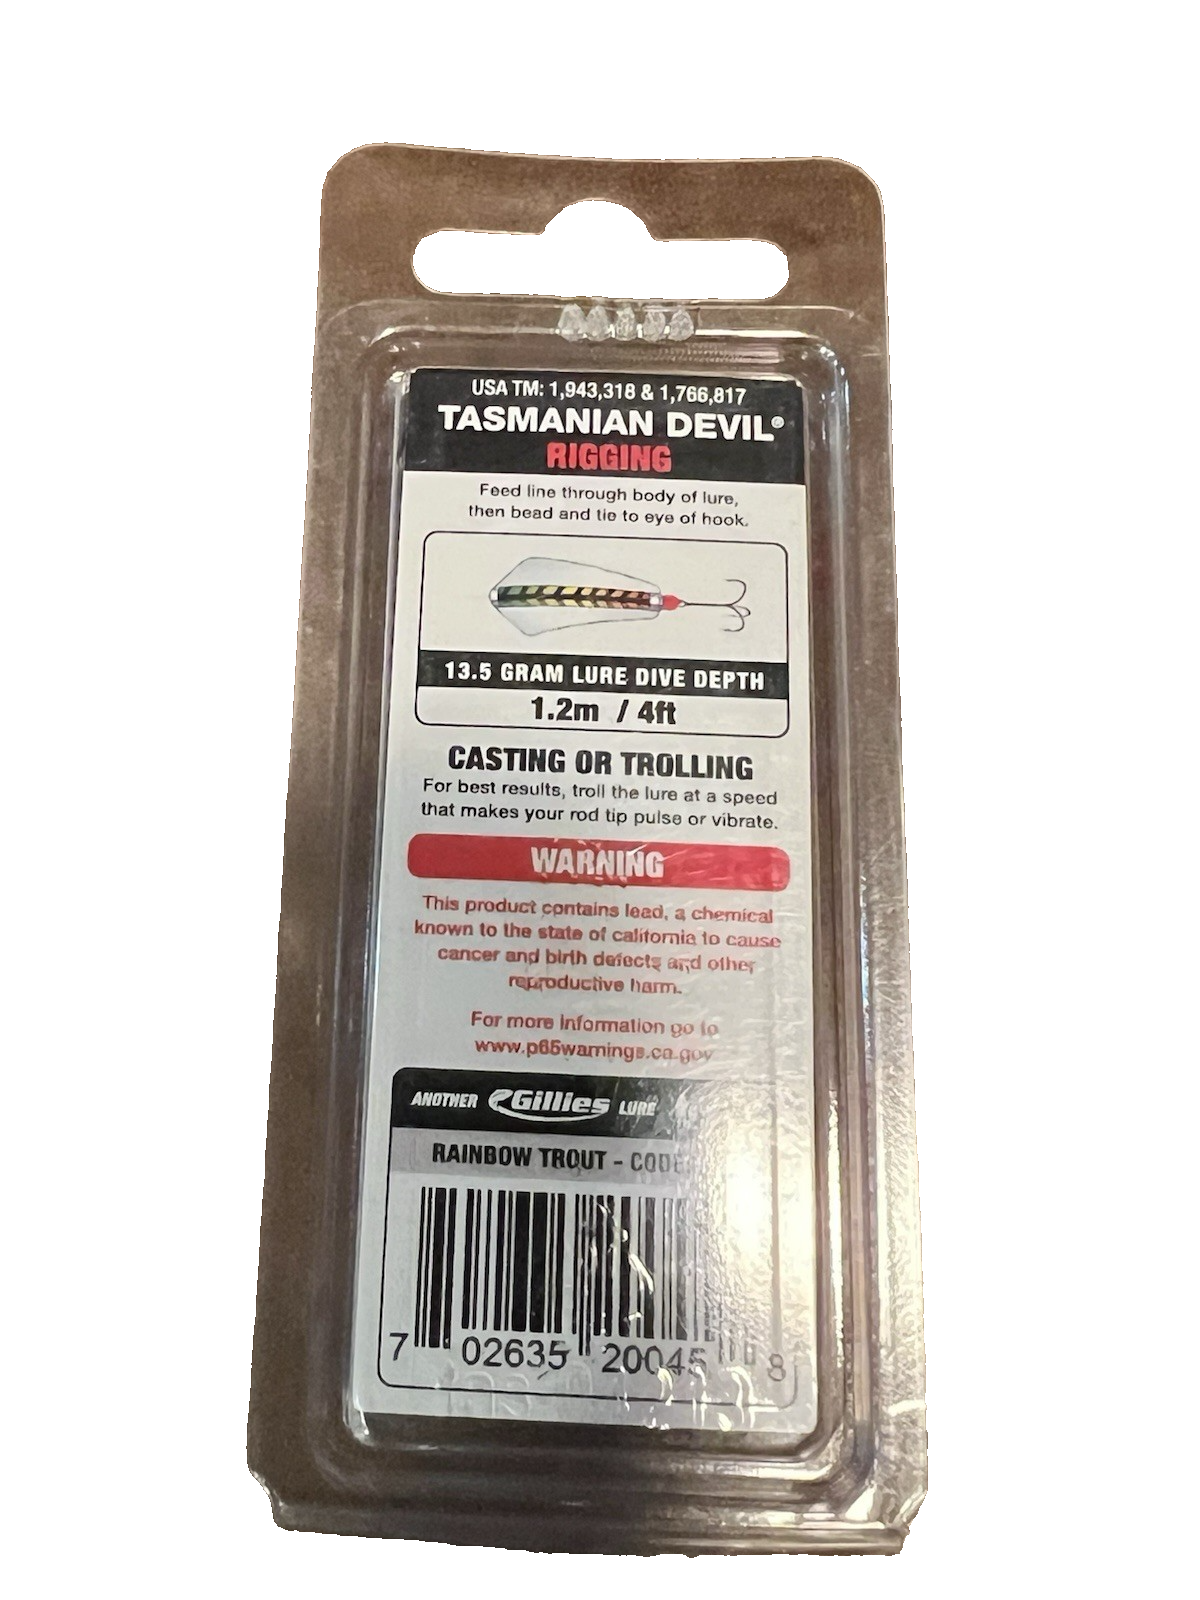 USA TM: 1,943,318 & 1,766,817
TASMANIAN DEVIL®
RIGGING
Feed line through body of lure,
then bead and tie to eye of hook.
13.5 GRAM LURE DIVE DEPTH
1.2m / 4ft
CASTING OR TROLLING
For best results, troll the lure at a speed
that makes your rod tip pulse or vibrate.
WARNING
This product contains lead, a chemical
known to the state of california to cause
cancer and birth defects and other
reproductive harm.
For more information go to
www.p65warnings.ca.gov
ANOTHER Gillies LURE
RAINBOW TROUT - CODE
7 02635 20045 8